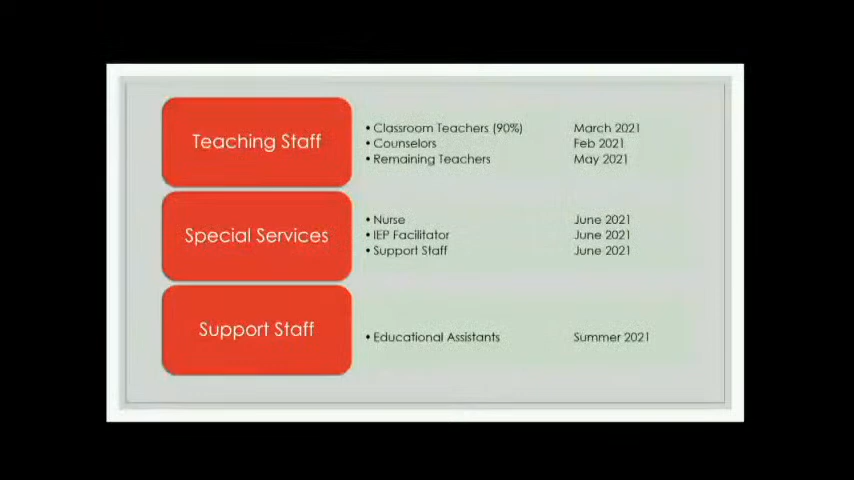 Teaching Staff
• Classroom Teachers (90%) March 2021
• Counselors Feb 2021
• Remaining Teachers May 2021
Special Services
• Nurse June 2021
• IEP Facilitator June 2021
• Support Staff June 2021
Support Staff
• Educational Assistants Summer 2021